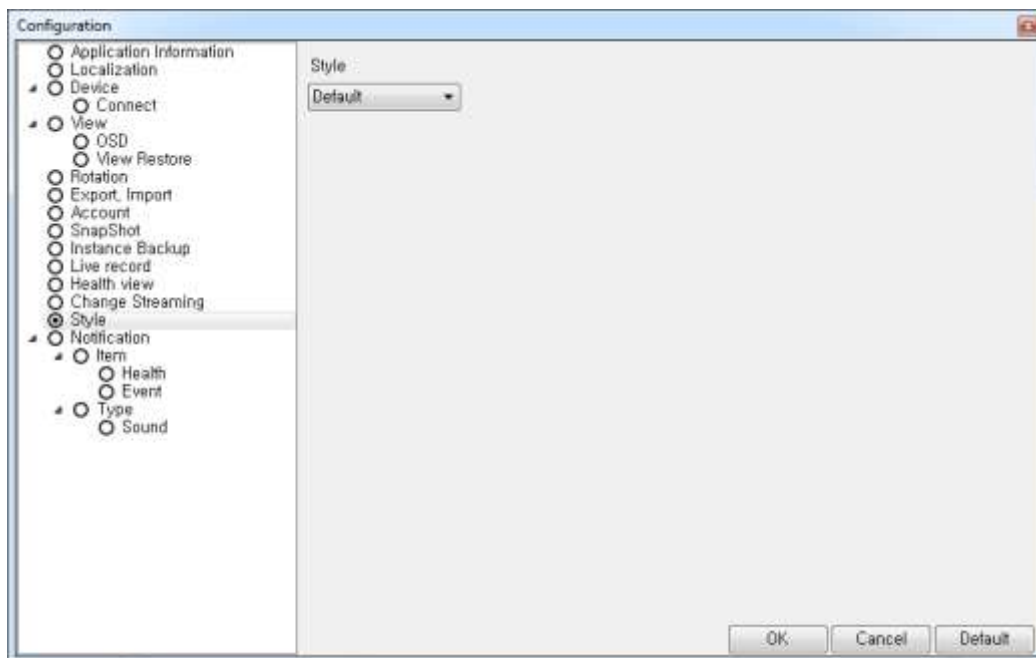 Configuration
Application Information
Localization
Device
Connect
View
OSD
View Restore
Rotation
Export, Import
Account
SnapShot
Instance Backup
Live record
Health view
Change Streaming
Style
Notification
Item
Health
Event
Type
Sound
Style
Default
OK
Cancel
Default